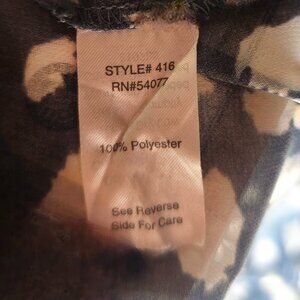 STYLE# 416
RN#54077
100% Polyester
See Reverse
Side For Care